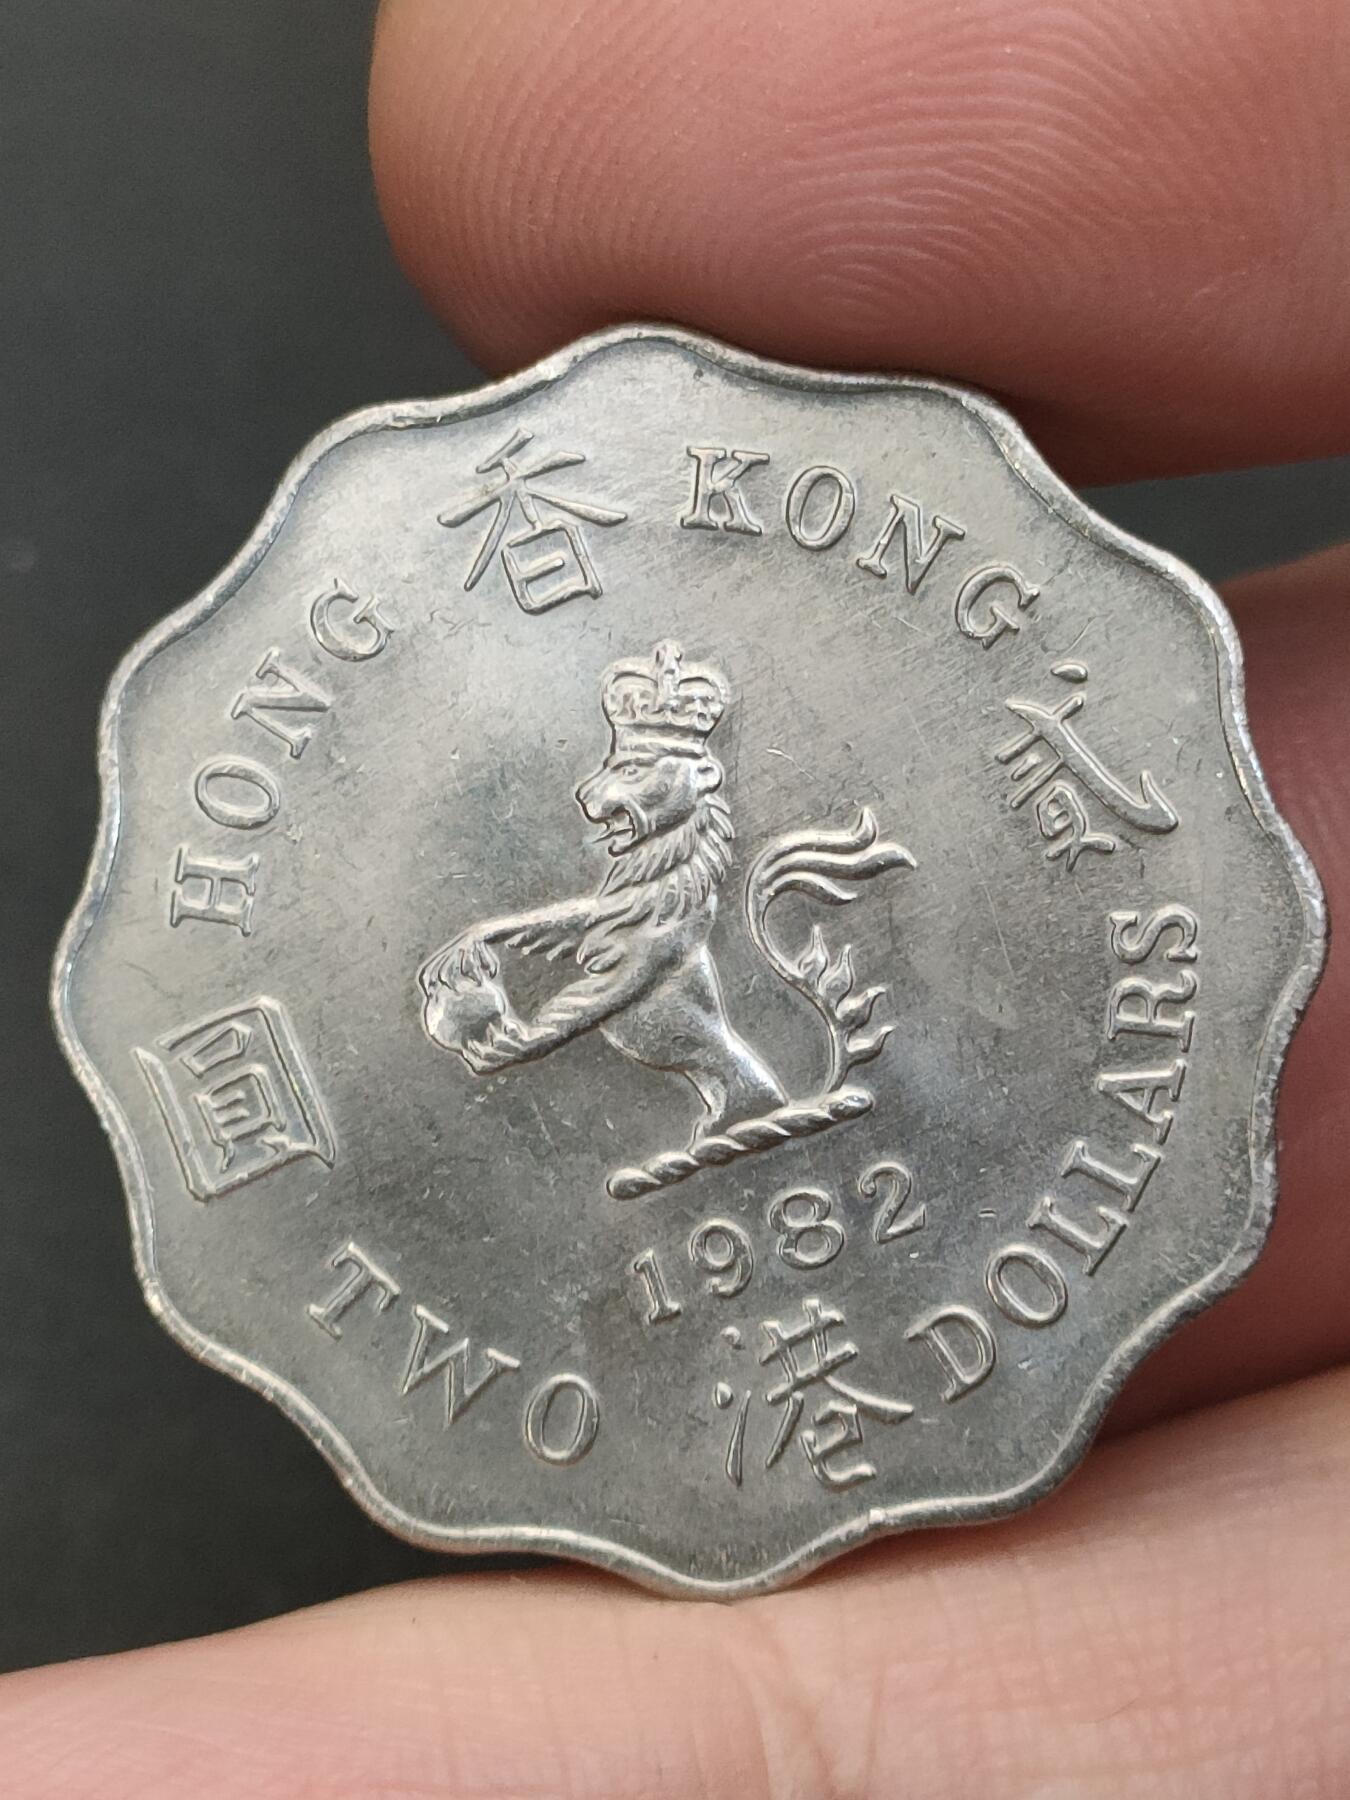 HONG KONG
香港貳圓
1982
TWO DOLLARS